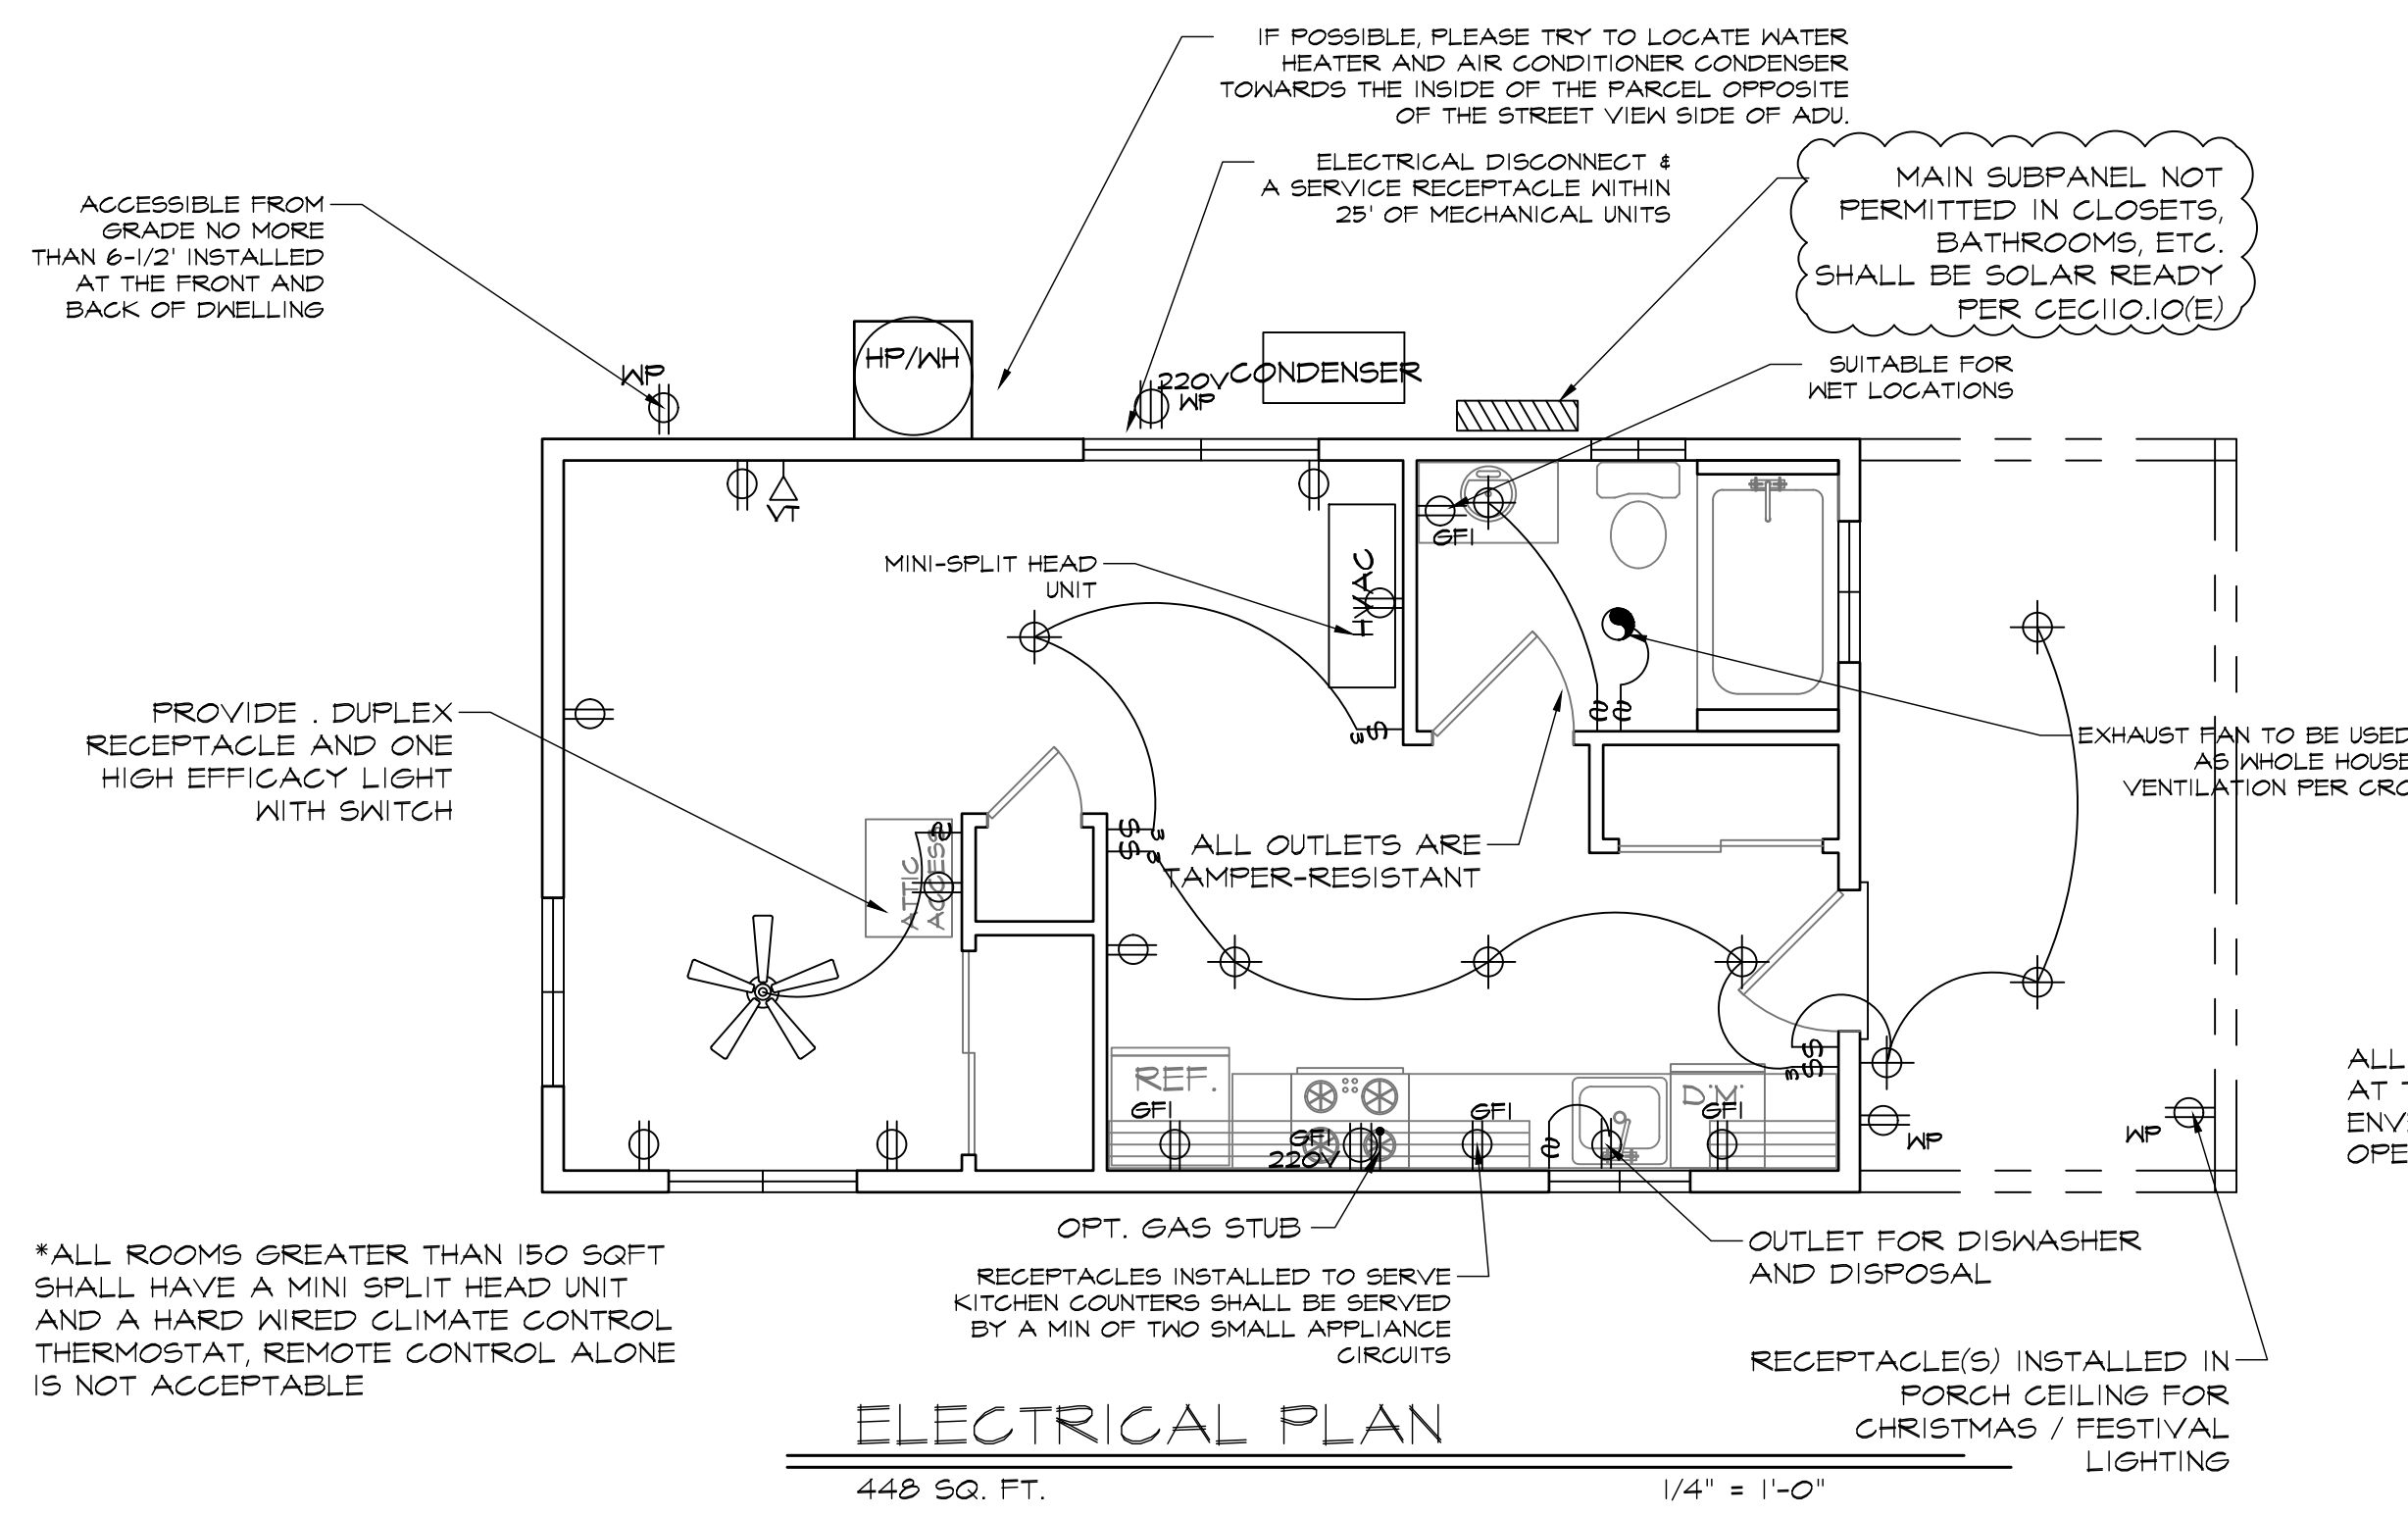 IF POSSIBLE, PLEASE TRY TO LOCATE WATER
HEATER AND AIR CONDITIONER CONDENSER
TOWARDS THE INSIDE OF THE PARCEL OPPOSITE
OF THE STREET VIEW SIDE OF ADU.
ELECTRICAL DISCONNECT &
A SERVICE RECEPTACLE WITHIN
25' OF MECHANICAL UNITS
MAIN SUBPANEL NOT
PERMITTED IN CLOSETS,
BATHROOMS, ETC.
SHALL BE SOLAR READY
PER CEC110.10(E)
ACCESSIBLE FROM
GRADE NO MORE
THAN 6-1/2' INSTALLED
AT THE FRONT AND
BACK OF DWELLING
SUITABLE FOR
WET LOCATIONS
WP
HP/WH
220V
WP
CONDENSER
VT
GFI
MINI-SPLIT HEAD
UNIT
HVAC
S
S
S3
PROVIDE . DUPLEX
RECEPTACLE AND ONE
HIGH EFFICACY LIGHT
WITH SWITCH
EXHAUST FAN TO BE USED
AS WHOLE HOUSE
VENTILATION PER CRC
S
S3
S3
ATTIC
ACCESS
ALL OUTLETS ARE
TAMPER-RESISTANT
S
S3
REF.
D.W.
GFI
GFI
220V
GFI
S
GFI
WP
WP
ALL
AT T
ENV
OPE
OPT. GAS STUB
RECEPTACLES INSTALLED TO SERVE
KITCHEN COUNTERS SHALL BE SERVED
BY A MIN OF TWO SMALL APPLIANCE
CIRCUITS
OUTLET FOR DISWASHER
AND DISPOSAL
*ALL ROOMS GREATER THAN 150 SQFT
SHALL HAVE A MINI SPLIT HEAD UNIT
AND A HARD WIRED CLIMATE CONTROL
THERMOSTAT, REMOTE CONTROL ALONE
IS NOT ACCEPTABLE
RECEPTACLE(S) INSTALLED IN
PORCH CEILING FOR
CHRISTMAS / FESTIVAL
LIGHTING
ELECTRICAL PLAN
448 SQ. FT.
1/4" = 1'-0"